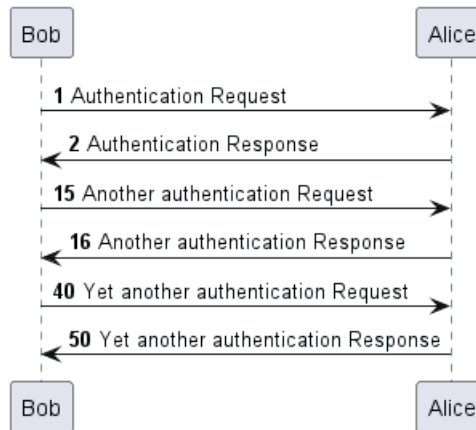 Bob Alice
1 Authentication Request
2 Authentication Response
15 Another authentication Request
16 Another authentication Response
40 Yet another authentication Request
50 Yet another authentication Response
Bob Alice